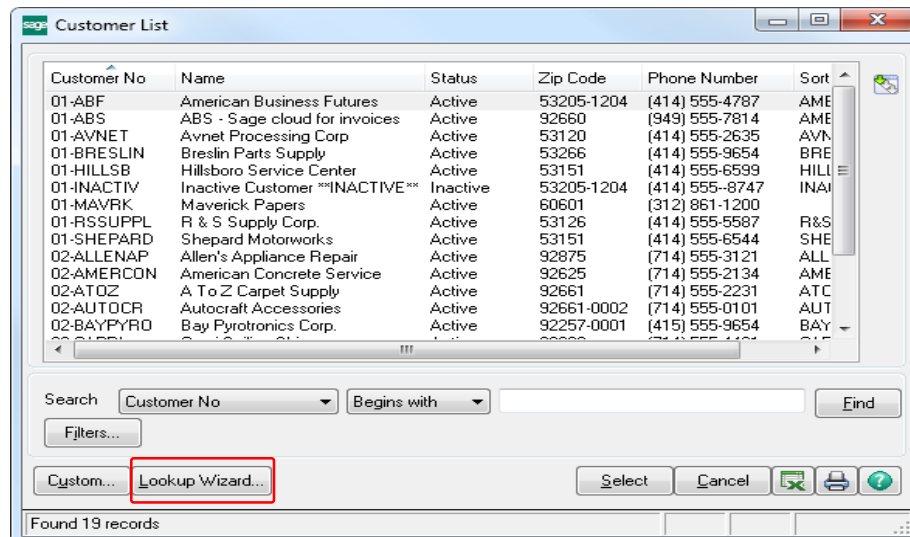 sage Customer List
Customer No Name Status Zip Code Phone Number Sort
01-ABF American Business Futures Active 53205-1204 (414) 555-4787 AME
01-ABS ABS - Sage cloud for invoices Active 92660 (949) 555-7814 AME
01-AVNET Avnet Processing Corp Active 53120 (414) 555-2635 AVN
01-BRESLIN Breslin Parts Supply Active 53266 (414) 555-9654 BRE
01-HILLSB Hillsboro Service Center Active 53151 (414) 555-6599 HILL
01-INACTIV Inactive Customer **INACTIVE** Inactive 53205-1204 (414) 555--8747 INA
01-MAVRK Maverick Papers Active 60601 (312) 861-1200
01-RSSUPPL R & S Supply Corp. Active 53126 (414) 555-5587 R&S
01-SHEPARD Shepard Motorworks Active 53151 (414) 555-6544 SHE
02-ALLENAP Allen's Appliance Repair Active 92875 (714) 555-3121 ALL
02-AMERCON American Concrete Service Active 92625 (714) 555-2134 AME
02-ATOZ A To Z Carpet Supply Active 92661 (714) 555-2231 ATC
02-AUTOCR Autocraft Accessories Active 92661-0002 (714) 555-0101 AUT
02-BAYPYRO Bay Pyrotronics Corp. Active 92257-0001 (415) 555-9654 BAY
Search Customer No Begins with Find
Filters...
Custom... Lookup Wizard... Select Cancel
Found 19 records